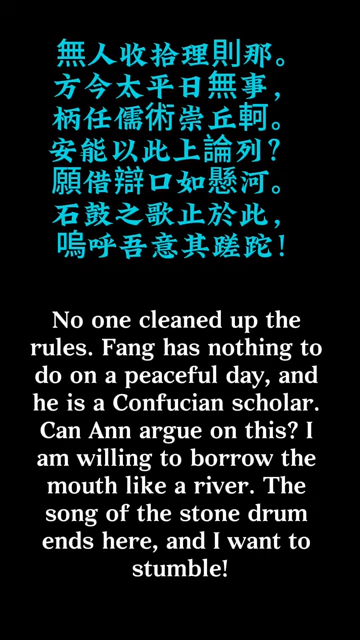 無人收拾理則那。
方今太平日無事，
柄任儒術崇丘軻。
安能以此上論列？
願借辯口如懸河。
石鼓之歌止於此，
嗚呼吾意其蹉跎！
No one cleaned up the
rules. Fang has nothing to
do on a peaceful day, and
he is a Confucian scholar.
Can Ann argue on this? I
am willing to borrow the
mouth like a river. The
song of the stone drum
ends here, and I want to
stumble!